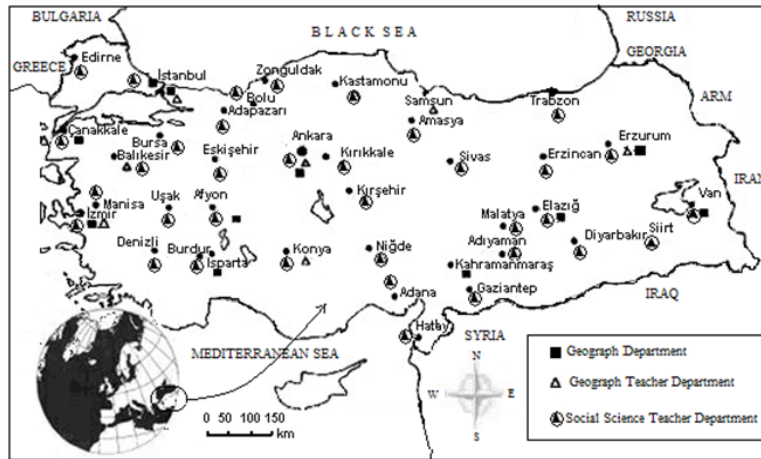 BULGARIA
BLACK SEA
RUSSIA
GEORGIA
GREECE
ARM
IRAN
Edirne
İstanbul
Zonguldak
Kastamonu
Bolu
Adapazarı
Samsun
Trabzon
Amasya
Çanakkale
Bursa
Balıkesir
Eskişehir
Ankara
Kırıkkale
Sivas
Erzincan
Erzurum
Manisa
İzmir
Uşak
Afyon
Kırşehir
Malatya
Elazığ
Van
Siirt
Denizli
Burdur
Isparta
Konya
Niğde
Adıyaman
Diyarbakır
Kahramanmaraş
Adana
Gaziantep
Hatay
IRAQ
SYRIA
MEDITERRANEAN SEA
0 50 100 150
km
N
W
E
S
Geograph Department
Geograph Teacher Department
Social Science Teacher Department